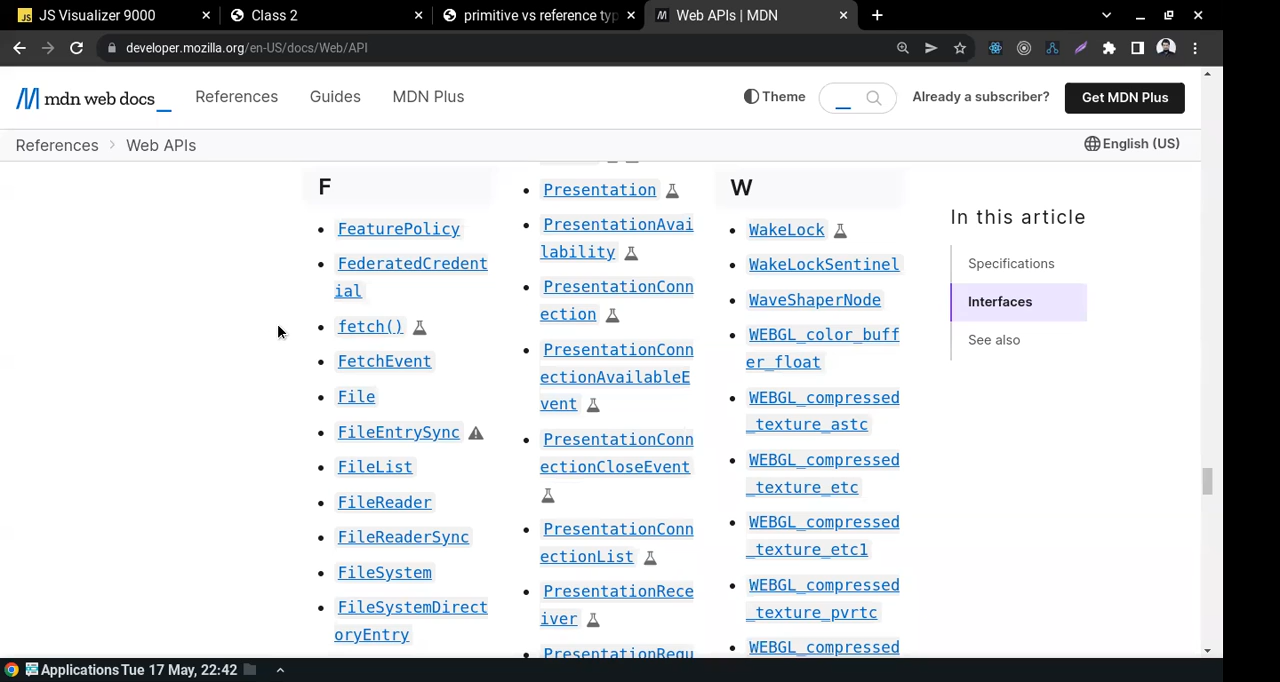 JS Visualizer 9000
Class 2
primitive vs reference typ
Web APIs | MDN
developer.mozilla.org/en-US/docs/Web/API
mdn web docs_
References
Guides
MDN Plus
Theme
Already a subscriber?
Get MDN Plus
References
Web APIs
English (US)
F
FeaturePolicy
FederatedCredent
ial
fetch()
FetchEvent
File
FileEntrySync
FileList
FileReader
FileReaderSync
FileSystem
FileSystemDirect
oryEntry
Presentation
PresentationAvai
lability
PresentationConn
ection
PresentationConn
ectionAvailableE
vent
PresentationConn
ectionCloseEvent
PresentationConn
ectionList
PresentationRece
iver
PresentationRequ
W
WakeLock
WakeLockSentinel
WaveShaperNode
WEBGL_color_buff
er_float
WEBGL_compressed
_texture_astc
WEBGL_compressed
_texture_etc
WEBGL_compressed
_texture_etc1
WEBGL_compressed
_texture_pvrtc
WEBGL_compressed
In this article
Specifications
Interfaces
See also
Applications
Tue 17 May, 22:42